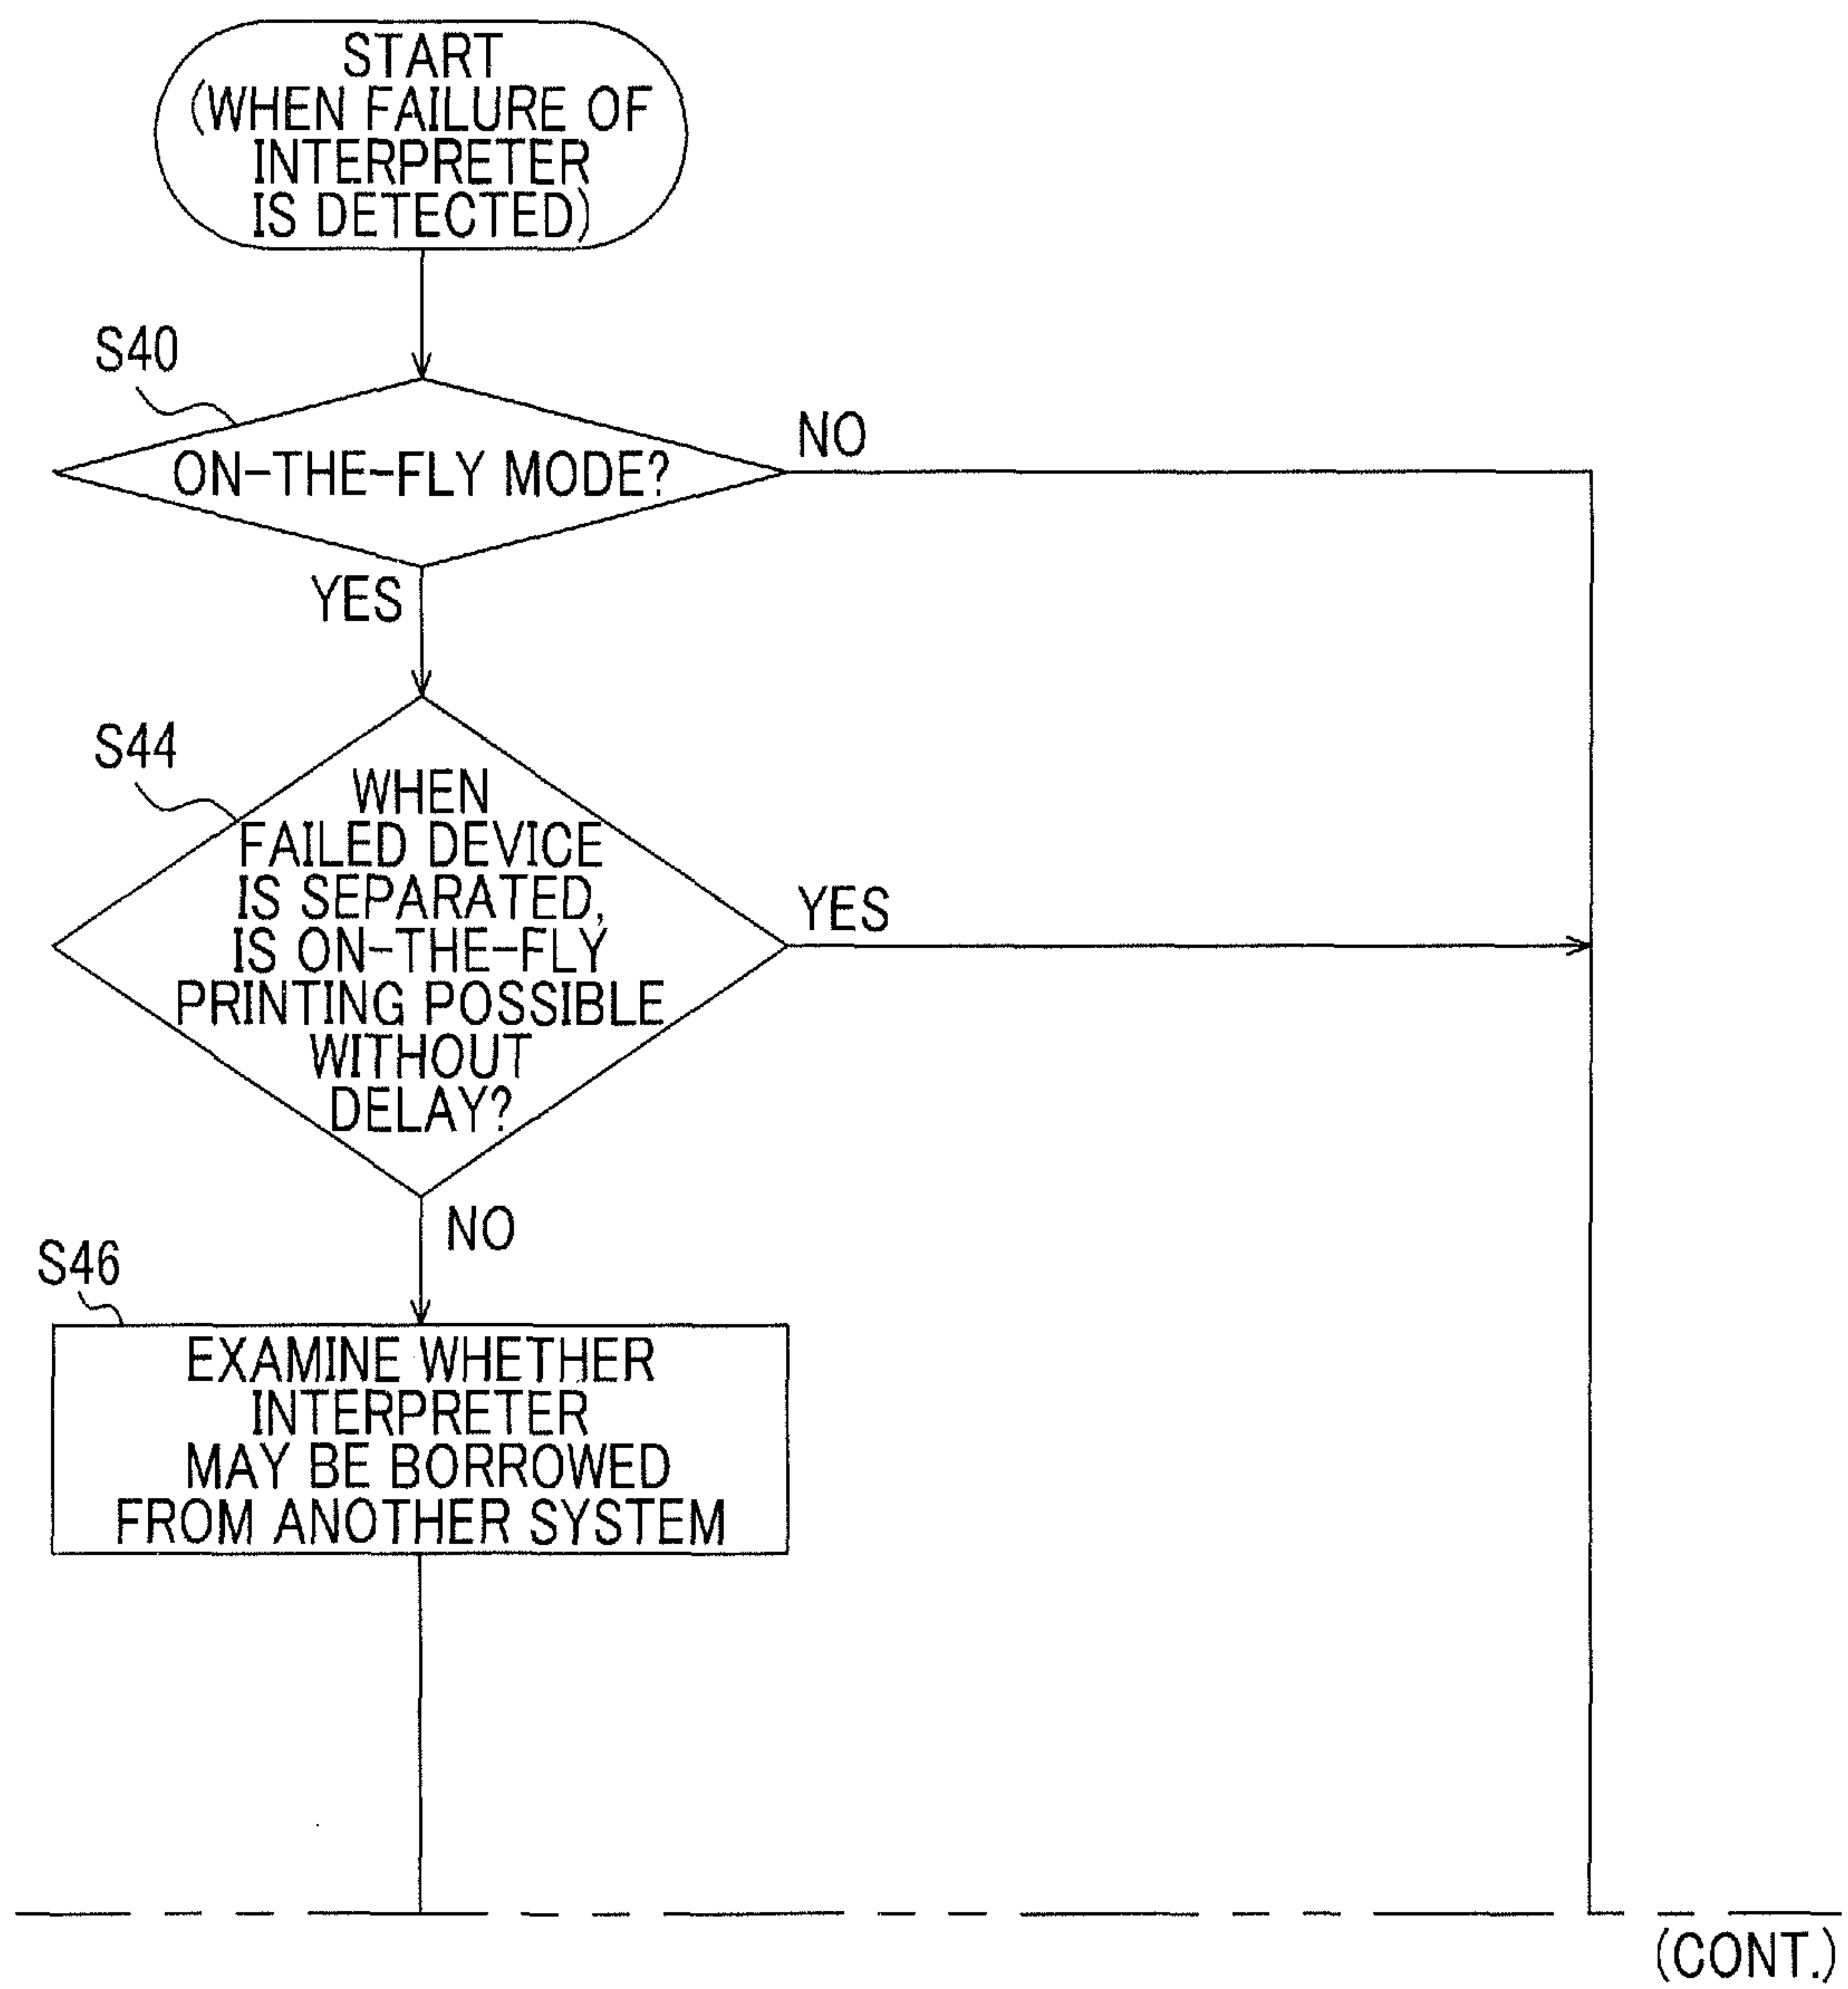 START
(WHEN FAILURE OF
INTERPRETER
IS DETECTED)
S40
ON-THE-FLY MODE?
NO
YES
S44
WHEN
FAILED DEVICE
IS SEPARATED,
IS ON-THE-FLY
PRINTING POSSIBLE
WITHOUT
DELAY?
YES
NO
S46
EXAMINE WHETHER
INTERPRETER
MAY BE BORROWED
FROM ANOTHER SYSTEM
(CONT.)